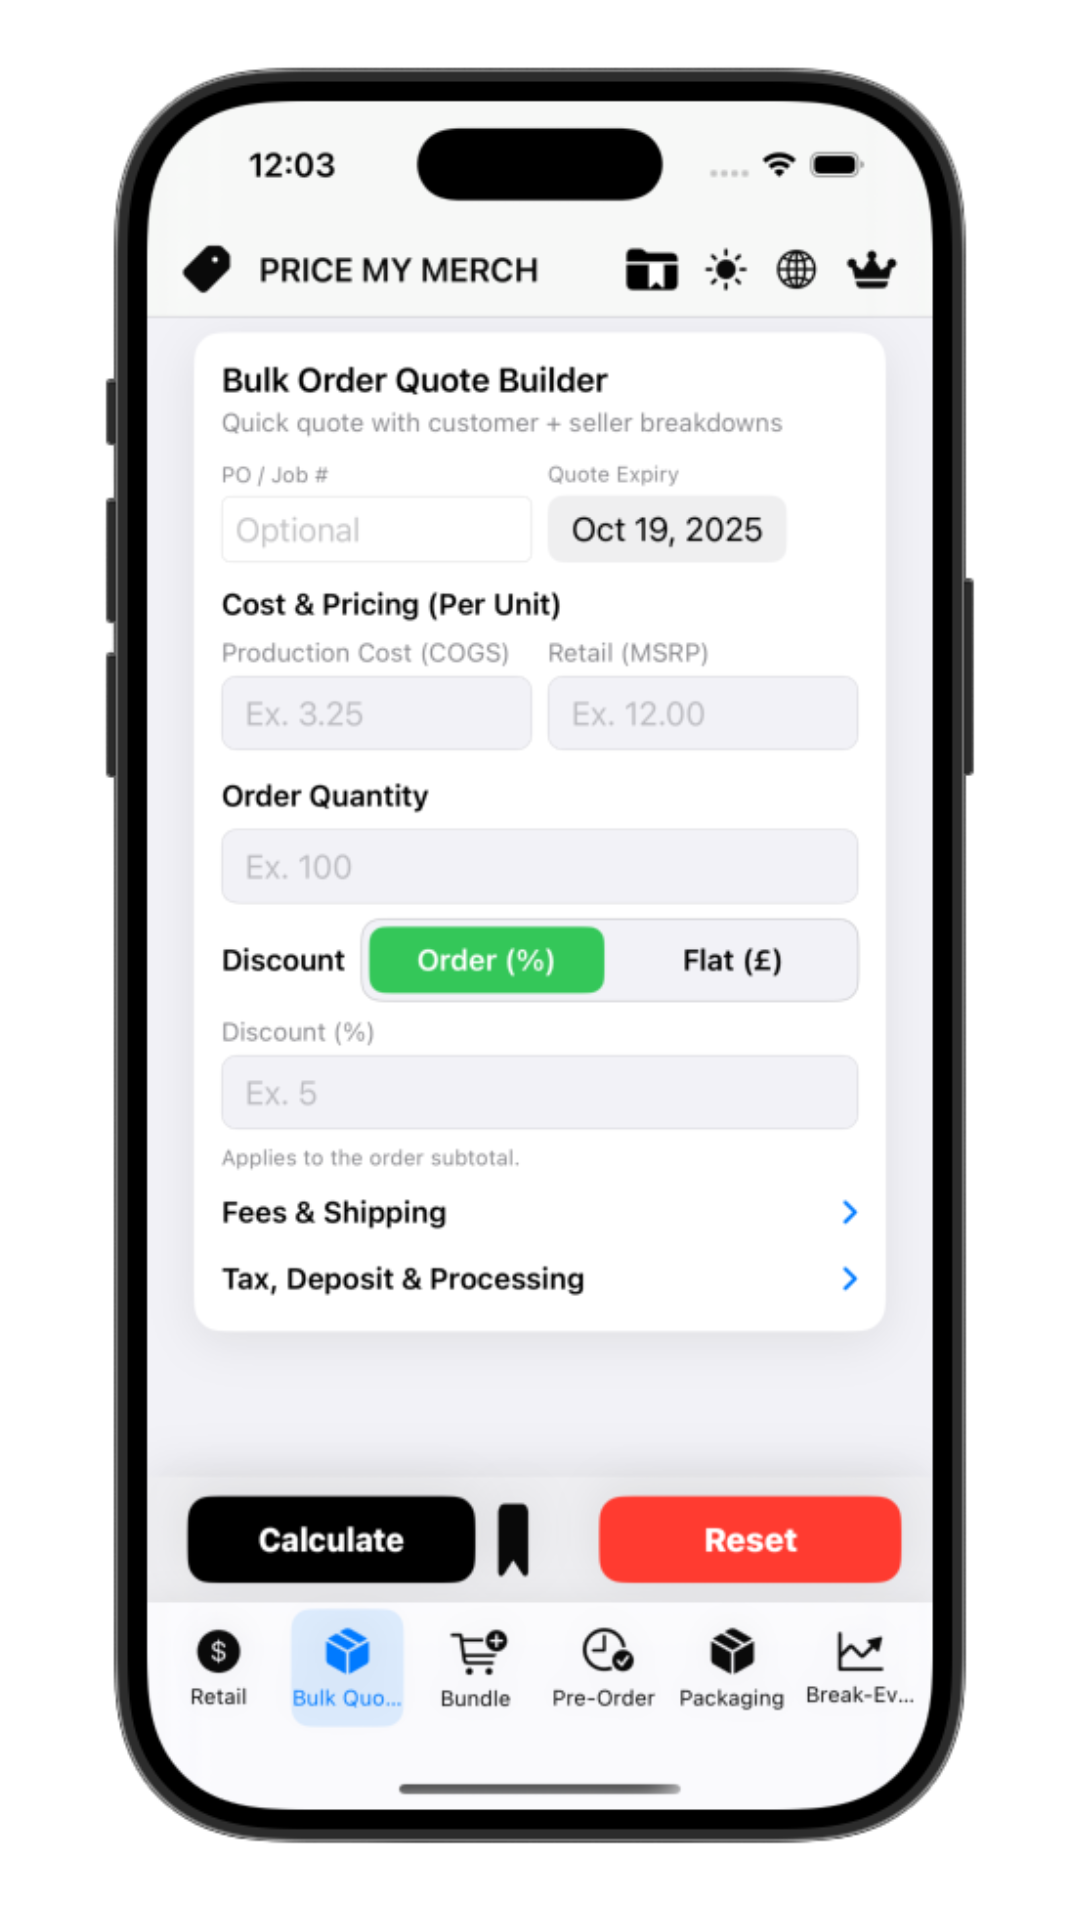 12:03
PRICE MY MERCH
Bulk Order Quote Builder
Quick quote with customer + seller breakdowns
PO / Job # Quote Expiry
Optional Oct 19, 2025
Cost & Pricing (Per Unit)
Production Cost (COGS) Retail (MSRP)
Ex. 3.25 Ex. 12.00
Order Quantity
Ex. 100
Discount Order (%) Flat (£)
Discount (%)
Ex. 5
Applies to the order subtotal.
Fees & Shipping
Tax, Deposit & Processing
Calculate Reset
$
Retail Bulk Quo... Bundle Pre-Order Packaging Break-Ev...